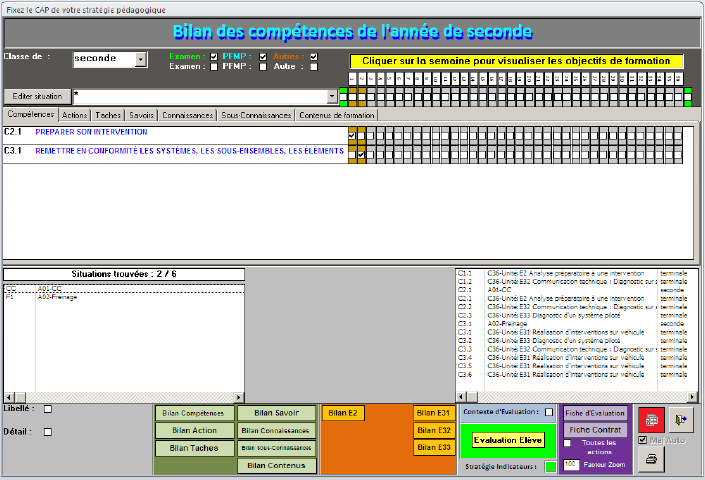 Fixez le CAP de votre stratégie pédagogique
Bilan des compétences de l'année de seconde
Classe de : seconde Examen : PFMP : Autres :
Examen : PFMP : Autre :
Cliquer sur la semaine pour visualiser les objectifs de formation
Editer situation *
Compétences Actions Taches Savoirs Connaissances Sous-Connaissances Contenus de formation
C2.1 PREPARER SON INTERVENTION
C3.1 REMETTRE EN CONFORMITÉ LES SYSTÈMES, LES SOUS-ENSEMBLES, LES ÉLÉMENTS
Situations trouvées : 2 / 6
CC A01-CC
F1 A02-Freinage
C1.1 C36-Unité:E2 Analyse préparatoire à une intervention terminale
C1.2 C36-Unité:E32 Communication technique : Diagnostic sur s terminale
C2.1 A01-CC seconde
C2.1 C36-Unité:E2 Analyse préparatoire à une intervention terminale
C2.2 C36-Unité:E32 Communication technique : Diagnostic sur s terminale
C2.3 C36-Unité:E33 Diagnostic d'un système piloté terminale
C3.1 A02-Freinage seconde
C3.1 C36-Unité:E31 Réalisation d'interventions sur véhicule terminale
C3.2 C36-Unité:E33 Diagnostic d'un système piloté terminale
C3.3 C36-Unité:E32 Communication technique : Diagnostic sur s terminale
C3.4 C36-Unité:E31 Réalisation d'interventions sur véhicule terminale
C3.5 C36-Unité:E31 Réalisation d'interventions sur véhicule terminale
C3.6 C36-Unité:E31 Réalisation d'interventions sur véhicule terminale
Libellé :
Détail :
Bilan Compétences Bilan Savoir
Bilan Action Bilan Connaissances
Bilan Taches Bilan Sous-Connaissances
Bilan Contenus
Bilan E2 Bilan E31
Bilan E32
Bilan E33
Contexte d'Evaluation :
Evaluation Elève
Stratégie Indicateurs :
Fiche d'Evaluation
Fiche Contrat
Toutes les
actions
100 Facteur Zoom
Maj Auto